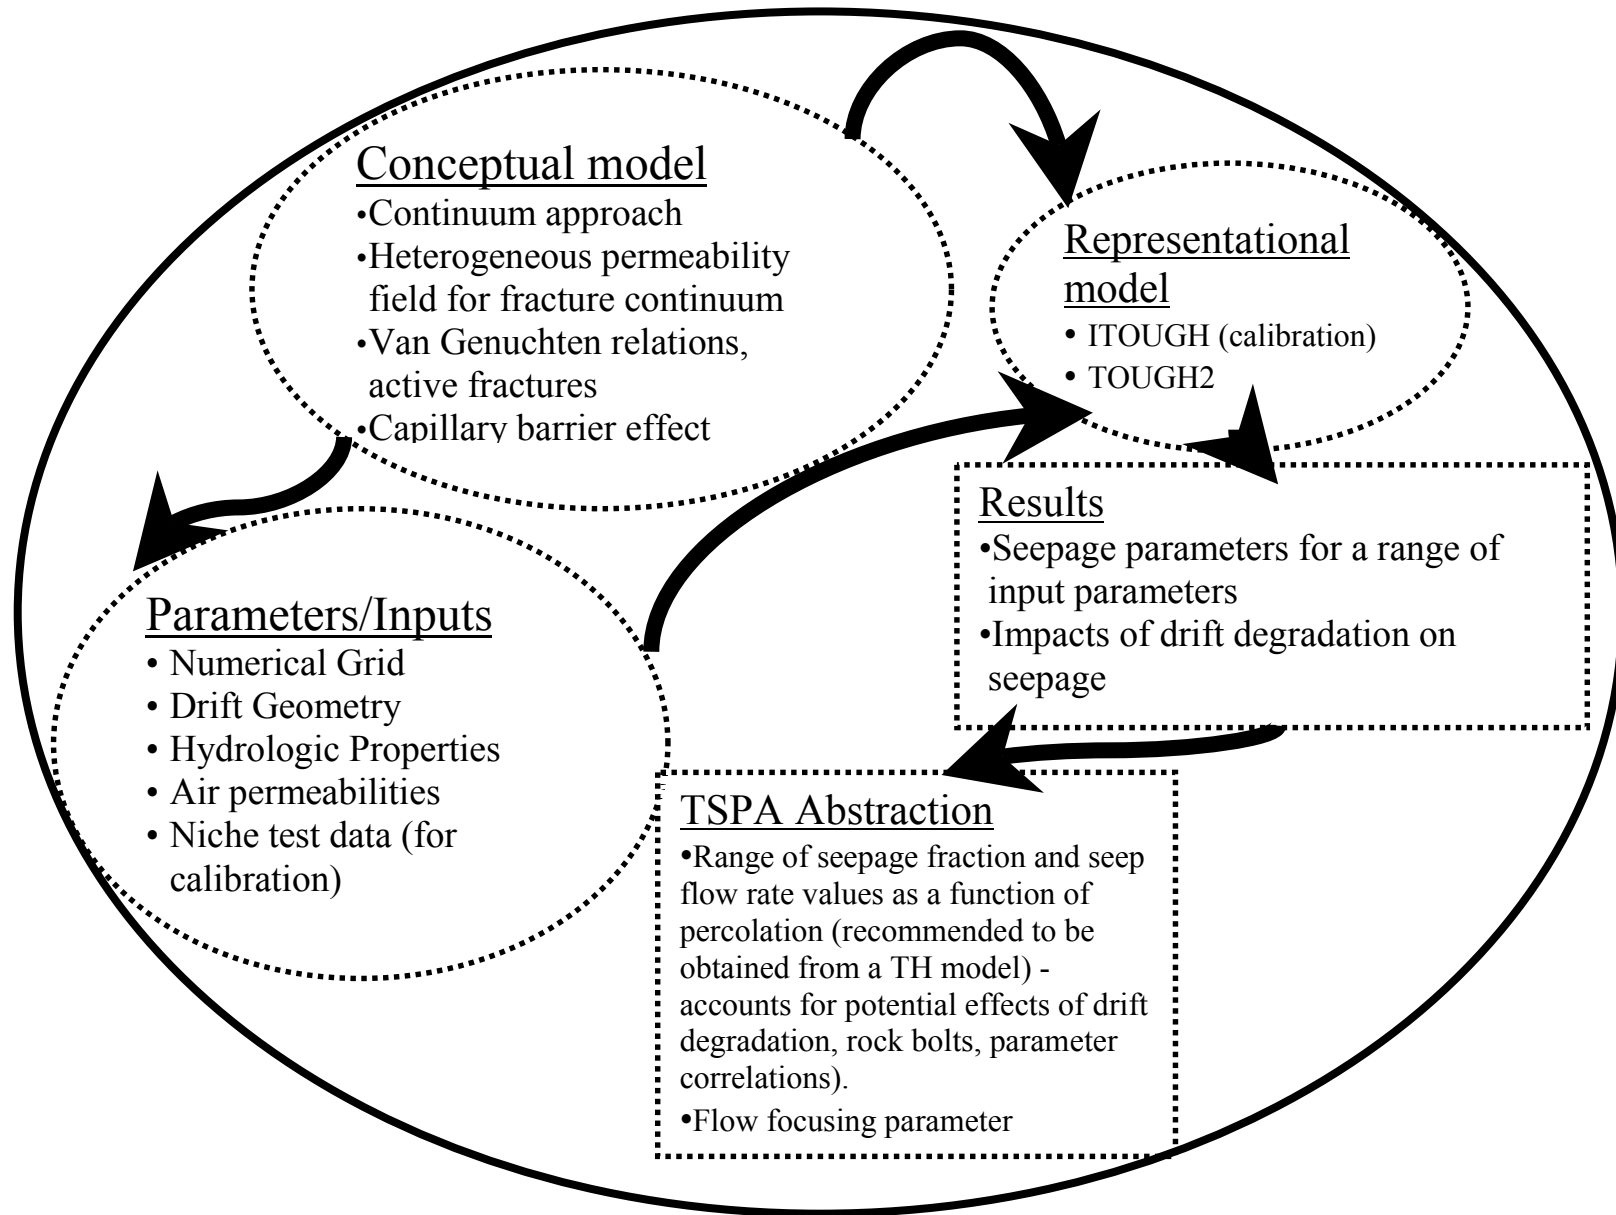 Conceptual model
•Continuum approach
•Heterogeneous permeability
field for fracture continuum
•Van Genuchten relations,
active fractures
•Capillary barrier effect
Representational
model
• ITOUGH (calibration)
• TOUGH2
Parameters/Inputs
• Numerical Grid
• Drift Geometry
• Hydrologic Properties
• Air permeabilities
• Niche test data (for
calibration)
Results
•Seepage parameters for a range of
input parameters
•Impacts of drift degradation on
seepage
TSPA Abstraction
•Range of seepage fraction and seep
flow rate values as a function of
percolation (recommended to be
obtained from a TH model) -
accounts for potential effects of drift
degradation, rock bolts, parameter
correlations).
•Flow focusing parameter